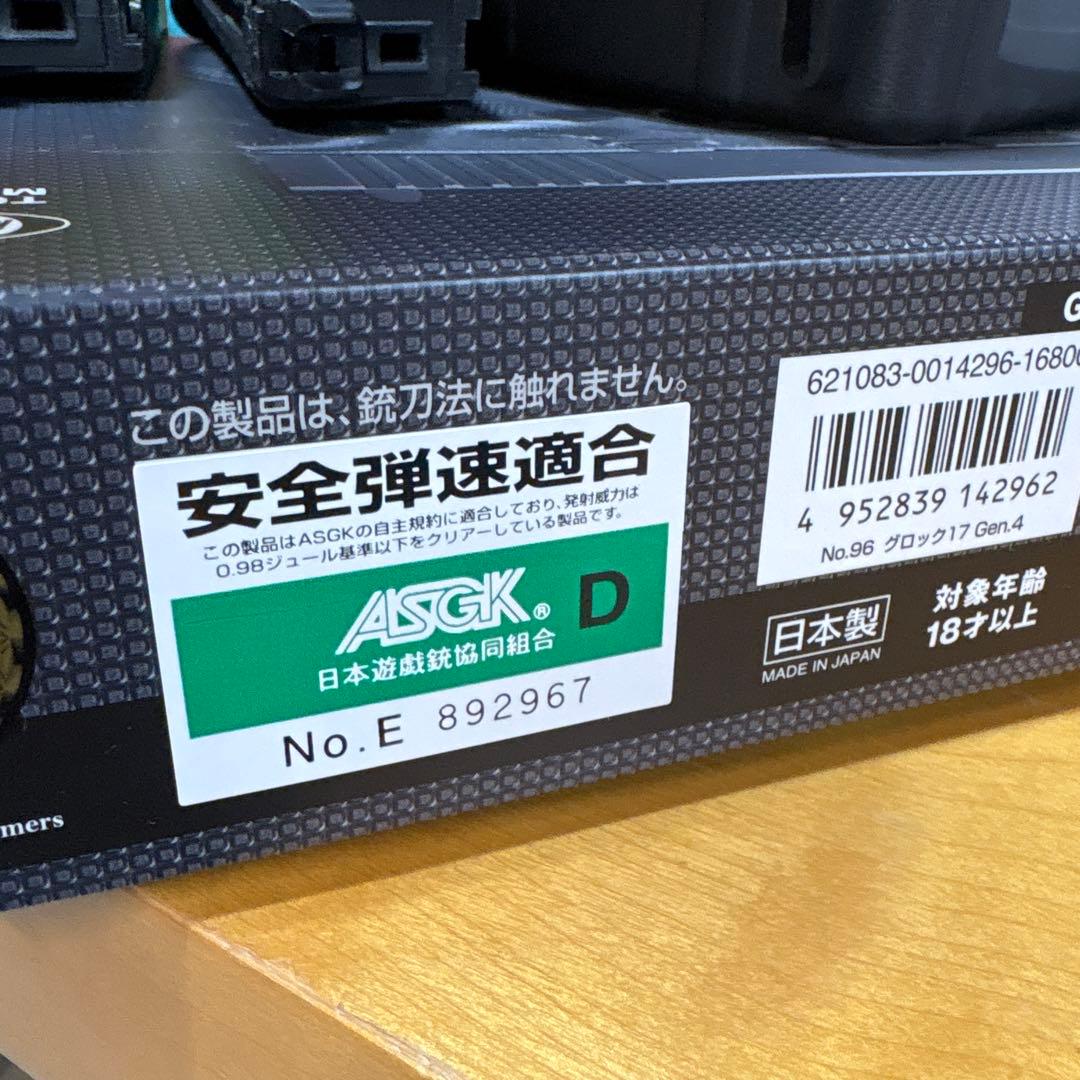 この製品は、銃刀法に触れません。
安全弾速適合
この製品はASGKの自主規約に適合しており、発射威力は
0.98ジュール基準以下をクリアーしている製品です。
ASGK® D
日本遊戯銃協同組合
No.E 892967
G
621083-0014296-16800
4 952839 142962
No.96 グロック17 Gen.4
日本製
MADE IN JAPAN
対象年齢
18才以上
mers